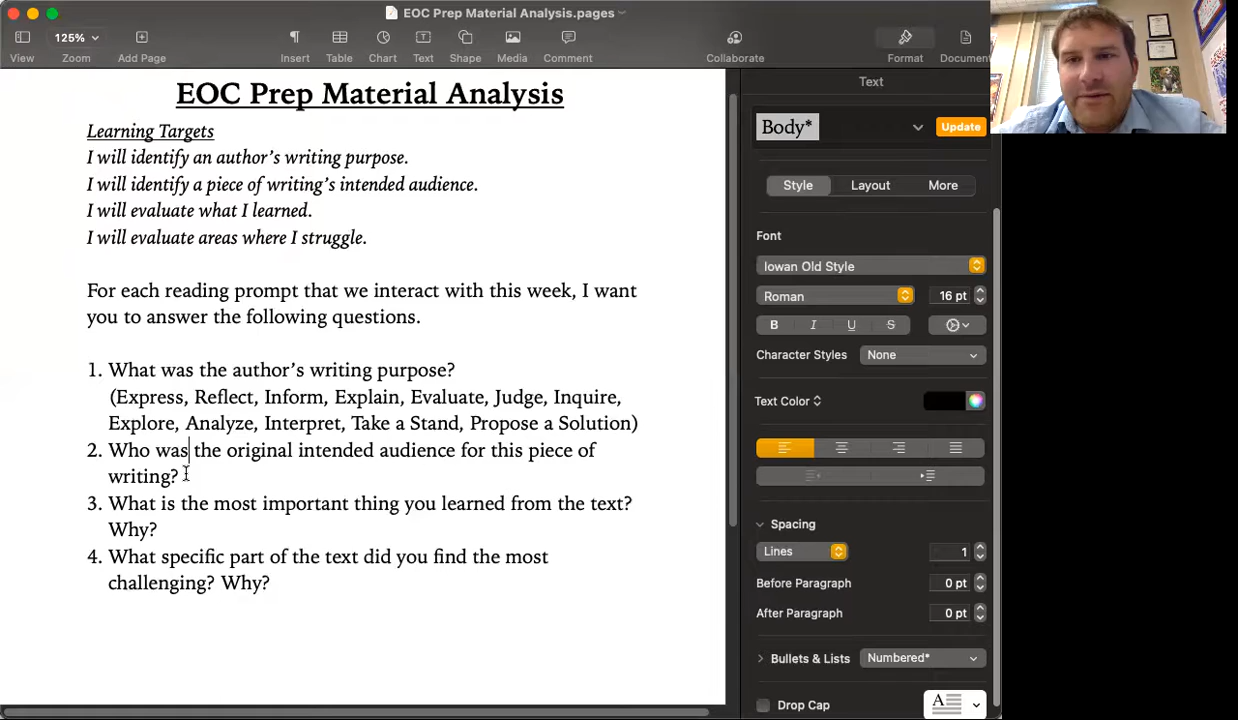 EOC Prep Material Analysis.pages
125%
View
Zoom
Add Page
Insert
Table
Chart
Text
Shape
Media
Comment
Collaborate
Format
Document
EOC Prep Material Analysis
Learning Targets
I will identify an author's writing purpose.
I will identify a piece of writing's intended audience.
I will evaluate what I learned.
I will evaluate areas where I struggle.
For each reading prompt that we interact with this week, I want
you to answer the following questions.
1. What was the author's writing purpose?
(Express, Reflect, Inform, Explain, Evaluate, Judge, Inquire,
Explore, Analyze, Interpret, Take a Stand, Propose a Solution)
2. Who was the original intended audience for this piece of
writing?
3. What is the most important thing you learned from the text?
Why?
4. What specific part of the text did you find the most
challenging? Why?
Text
Body*
Update
Style
Layout
More
Font
Iowan Old Style
Roman
16 pt
B
I
U
S
Character Styles
None
Text Color
Spacing
Lines
1
Before Paragraph
0 pt
After Paragraph
0 pt
Bullets & Lists
Numbered*
Drop Cap
A